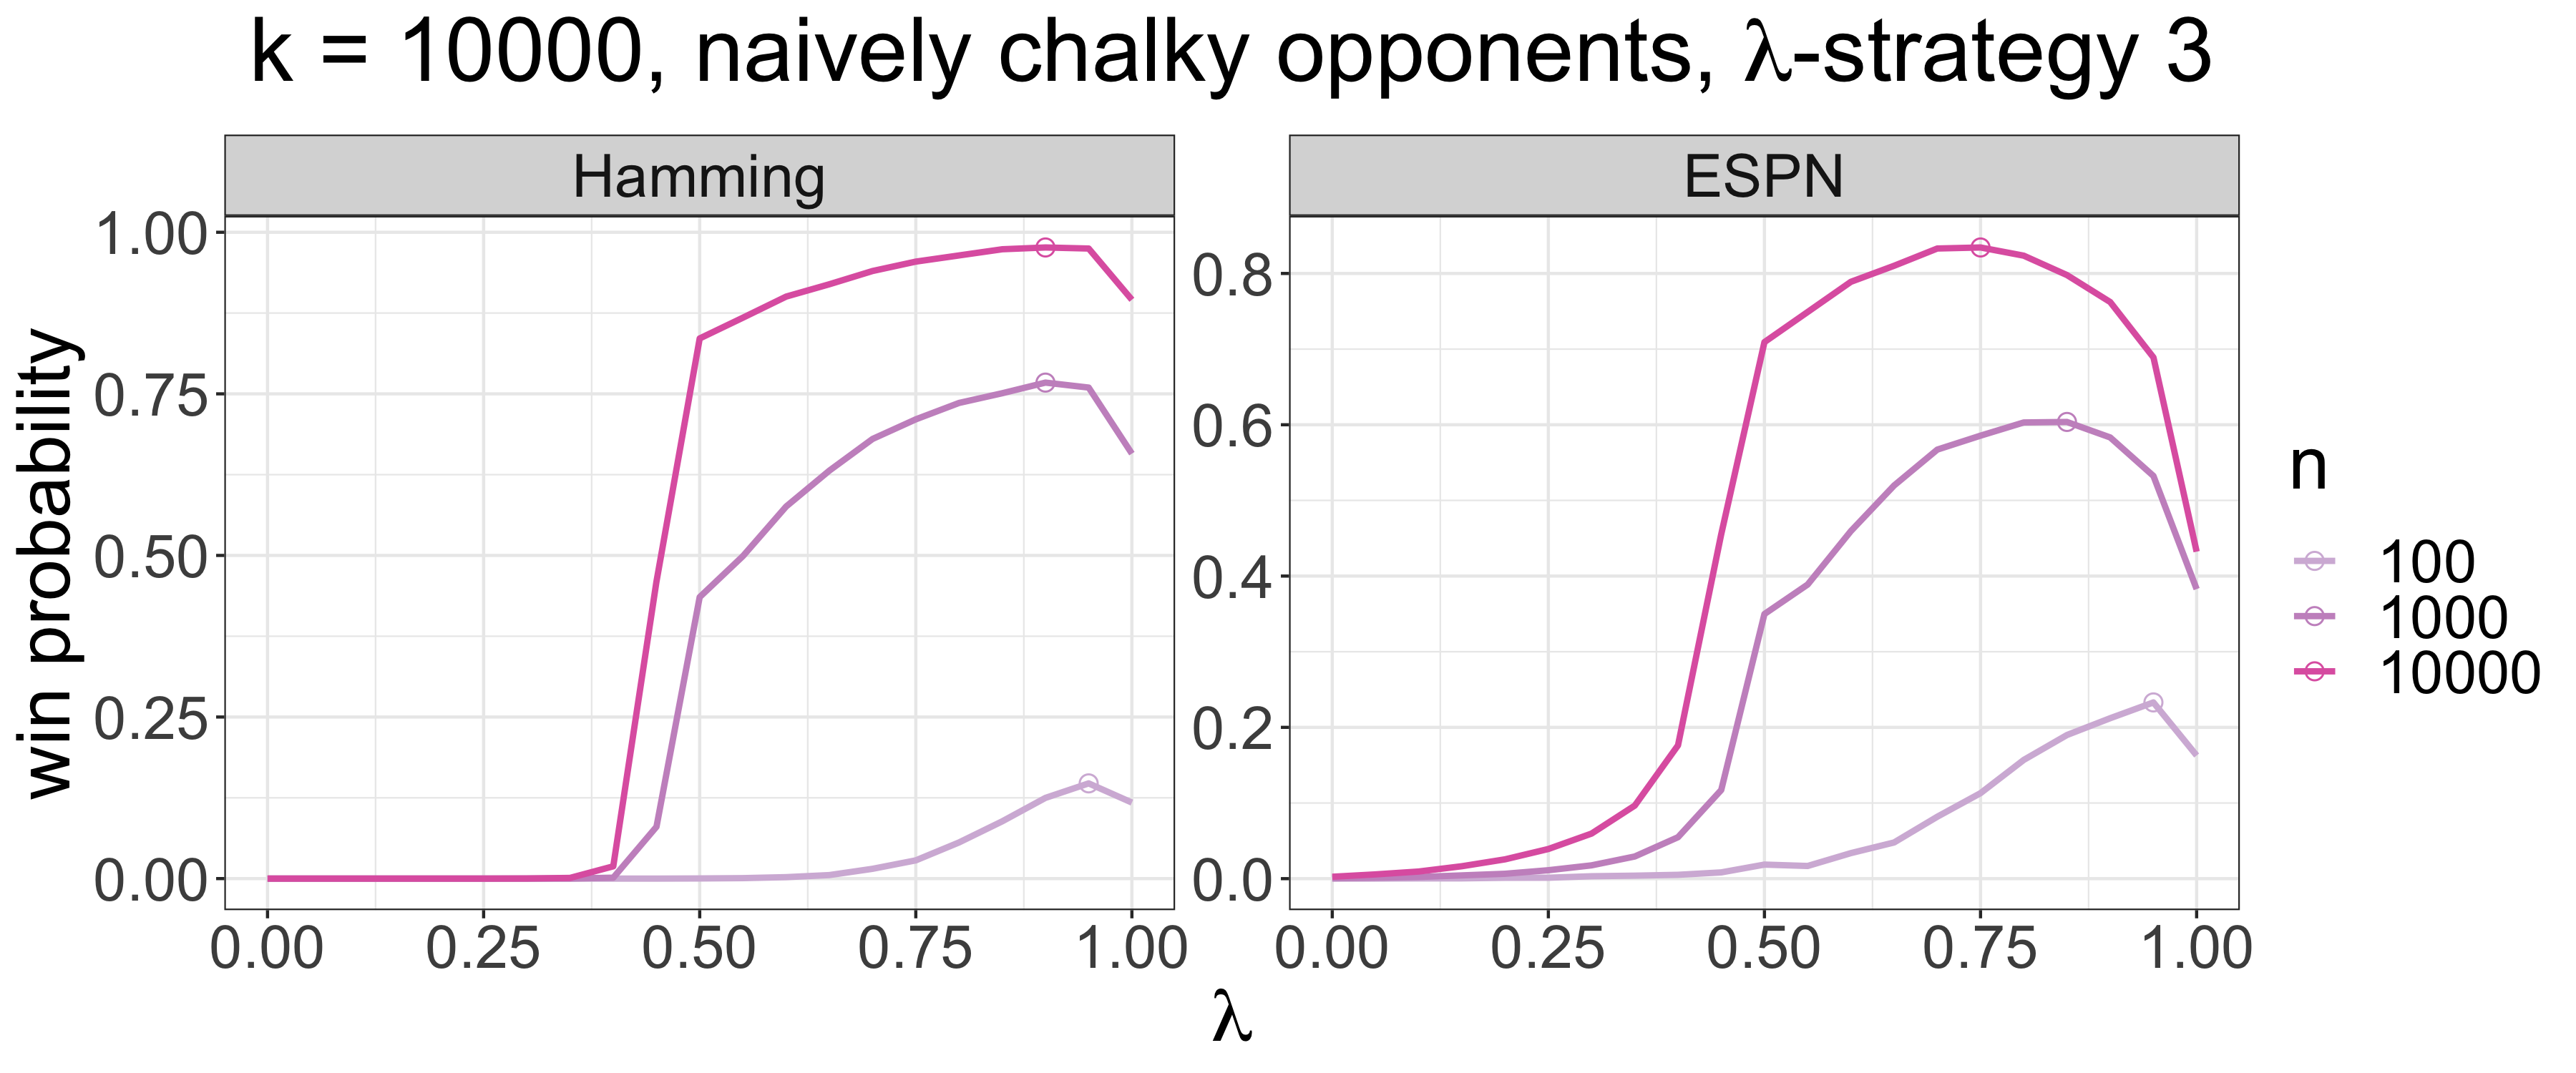 k = 10000, naively chalky opponents, λ-strategy 3
Hamming
ESPN
win probability
1.00
0.75
0.50
0.25
0.00
0.8
0.6
0.4
0.2
0.0
0.00 0.25 0.50 0.75 1.00
0.00 0.25 0.50 0.75 1.00
λ
n
100
1000
10000